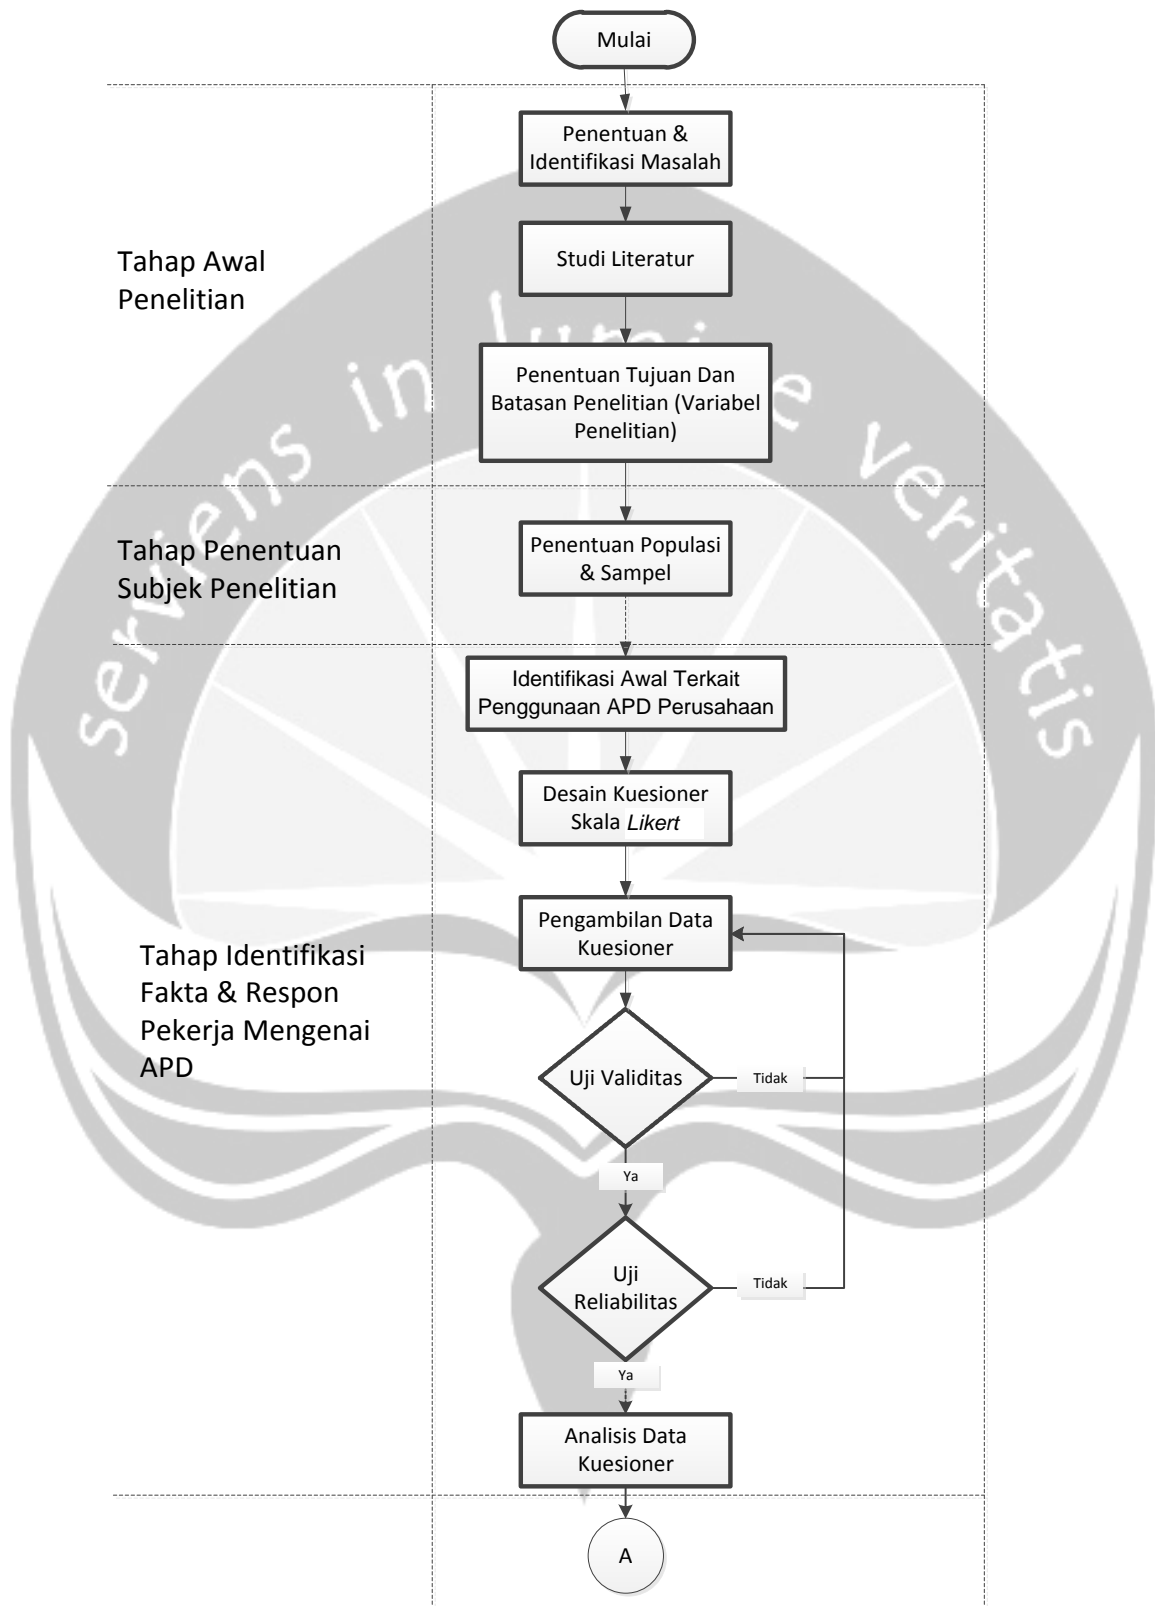 Mulai
Penentuan &
Identifikasi Masalah
Studi Literatur
Tahap Awal
Penelitian
Penentuan Tujuan Dan
Batasan Penelitian (Variabel
Penelitian)
Tahap Penentuan
Subjek Penelitian
Penentuan Populasi
& Sampel
Identifikasi Awal Terkait
Penggunaan APD Perusahaan
Desain Kuesioner
Skala Likert
Pengambilan Data
Kuesioner
Tahap Identifikasi
Fakta & Respon
Pekerja Mengenai
APD
Uji Validitas
Tidak
Ya
Uji
Reliabilitas
Tidak
Ya
Analisis Data
Kuesioner
A
serviens in veritatis